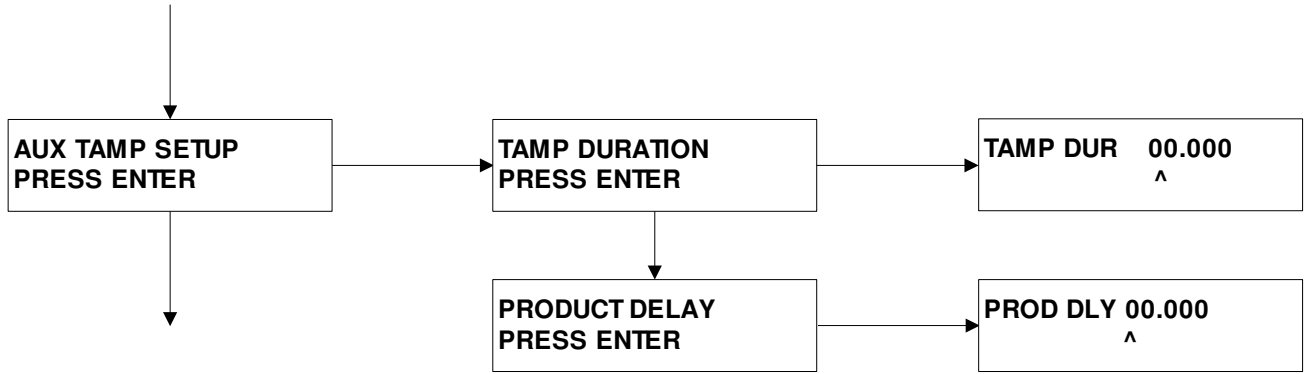 AUX TAMP SETUP
PRESS ENTER
TAMP DURATION
PRESS ENTER
TAMP DUR 00.000
^
PRODUCT DELAY
PRESS ENTER
PROD DLY 00.000
^